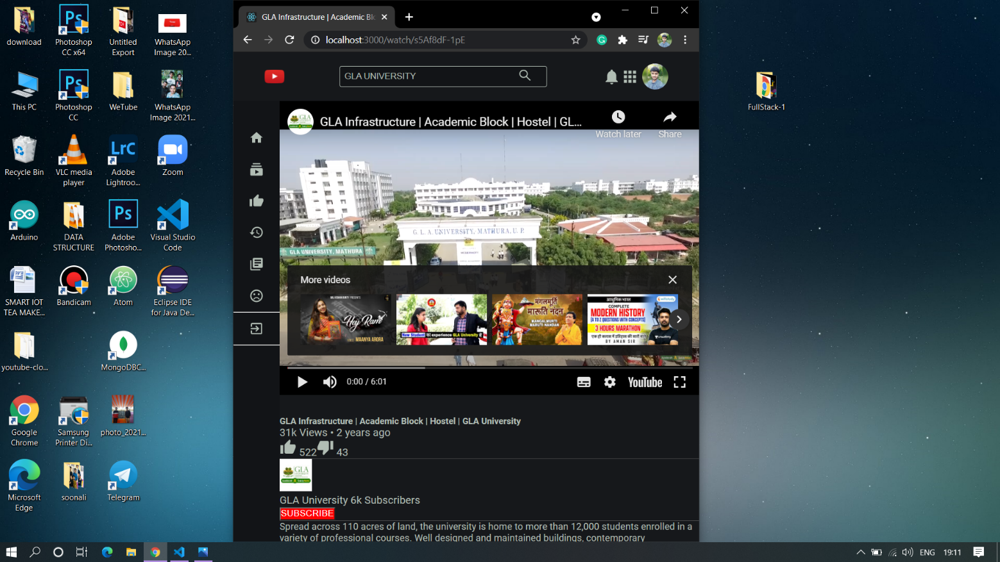 download
Photoshop
CC x64
Untitled
Export
WhatsApp
Image 20...
This PC
Photoshop
CC
WeTube
WhatsApp
Image 2021...
Recycle Bin
VLC media
player
Adobe
Lightroo...
Zoom
Arduino
DATA
STRUCTURE
Adobe
Photosho...
Visual Studio
Code
SMART IOT
TEA MAKE...
Bandicam
Atom
Eclipse IDE
for Java De...
youtube-clo...
MongoDBC...
Google
Chrome
Samsung
Printer Di...
photo_2021...
Microsoft
Edge
soonali
Telegram
FullStack-1
GLA Infrastructure | Academic Bl
localhost:3000/watch/s5Af8dF-1pE
GLA UNIVERSITY
GLA Infrastructure | Academic Block | Hostel | GL...
Watch later
Share
G. L. A. UNIVERSITY, MATHURA, U. P.
GLA UNIVERSITY, MATHURA
More videos
Hey Ram
MAANYA ARORA
New Student का experience GLA University में
मंगलमूर्ति
मारूति नंदन
MANGALMURTI
MARUTI NANDAN
आधुनिक भारत
COMPLETE
MODERN HISTORY
(A TO Z QUESTIONS WITH CONCEPTS)
3 HOURS MARATHON
BY AMAN SIR
0:00 / 6:01
YouTube
GLA Infrastructure | Academic Block | Hostel | GLA University
31k Views • 2 years ago
522 43
GLA
GLA University 6k Subscribers
SUBSCRIBE
Spread across 110 acres of land, the university is home to more than 12,000 students enrolled in a
variety of professional courses. Well designed and maintained buildings, contemporary
ENG
19:11